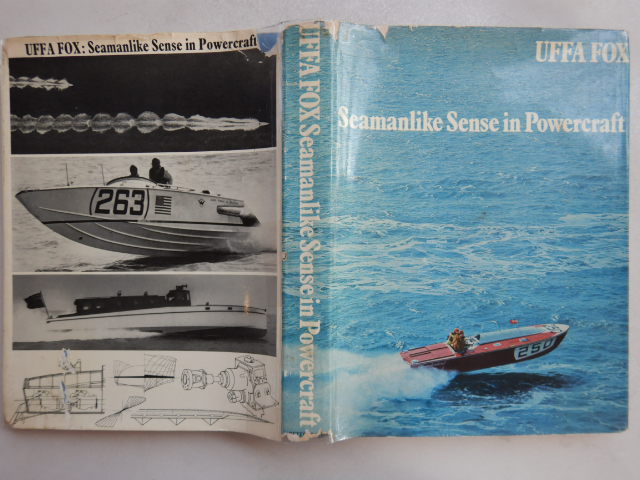 UFFA FOX: Seamanlike Sense in Powercraft
263
UFFA FOX Seamanlike Sense in Powercraft
UFFA FOX
Seamanlike Sense in Powercraft
250